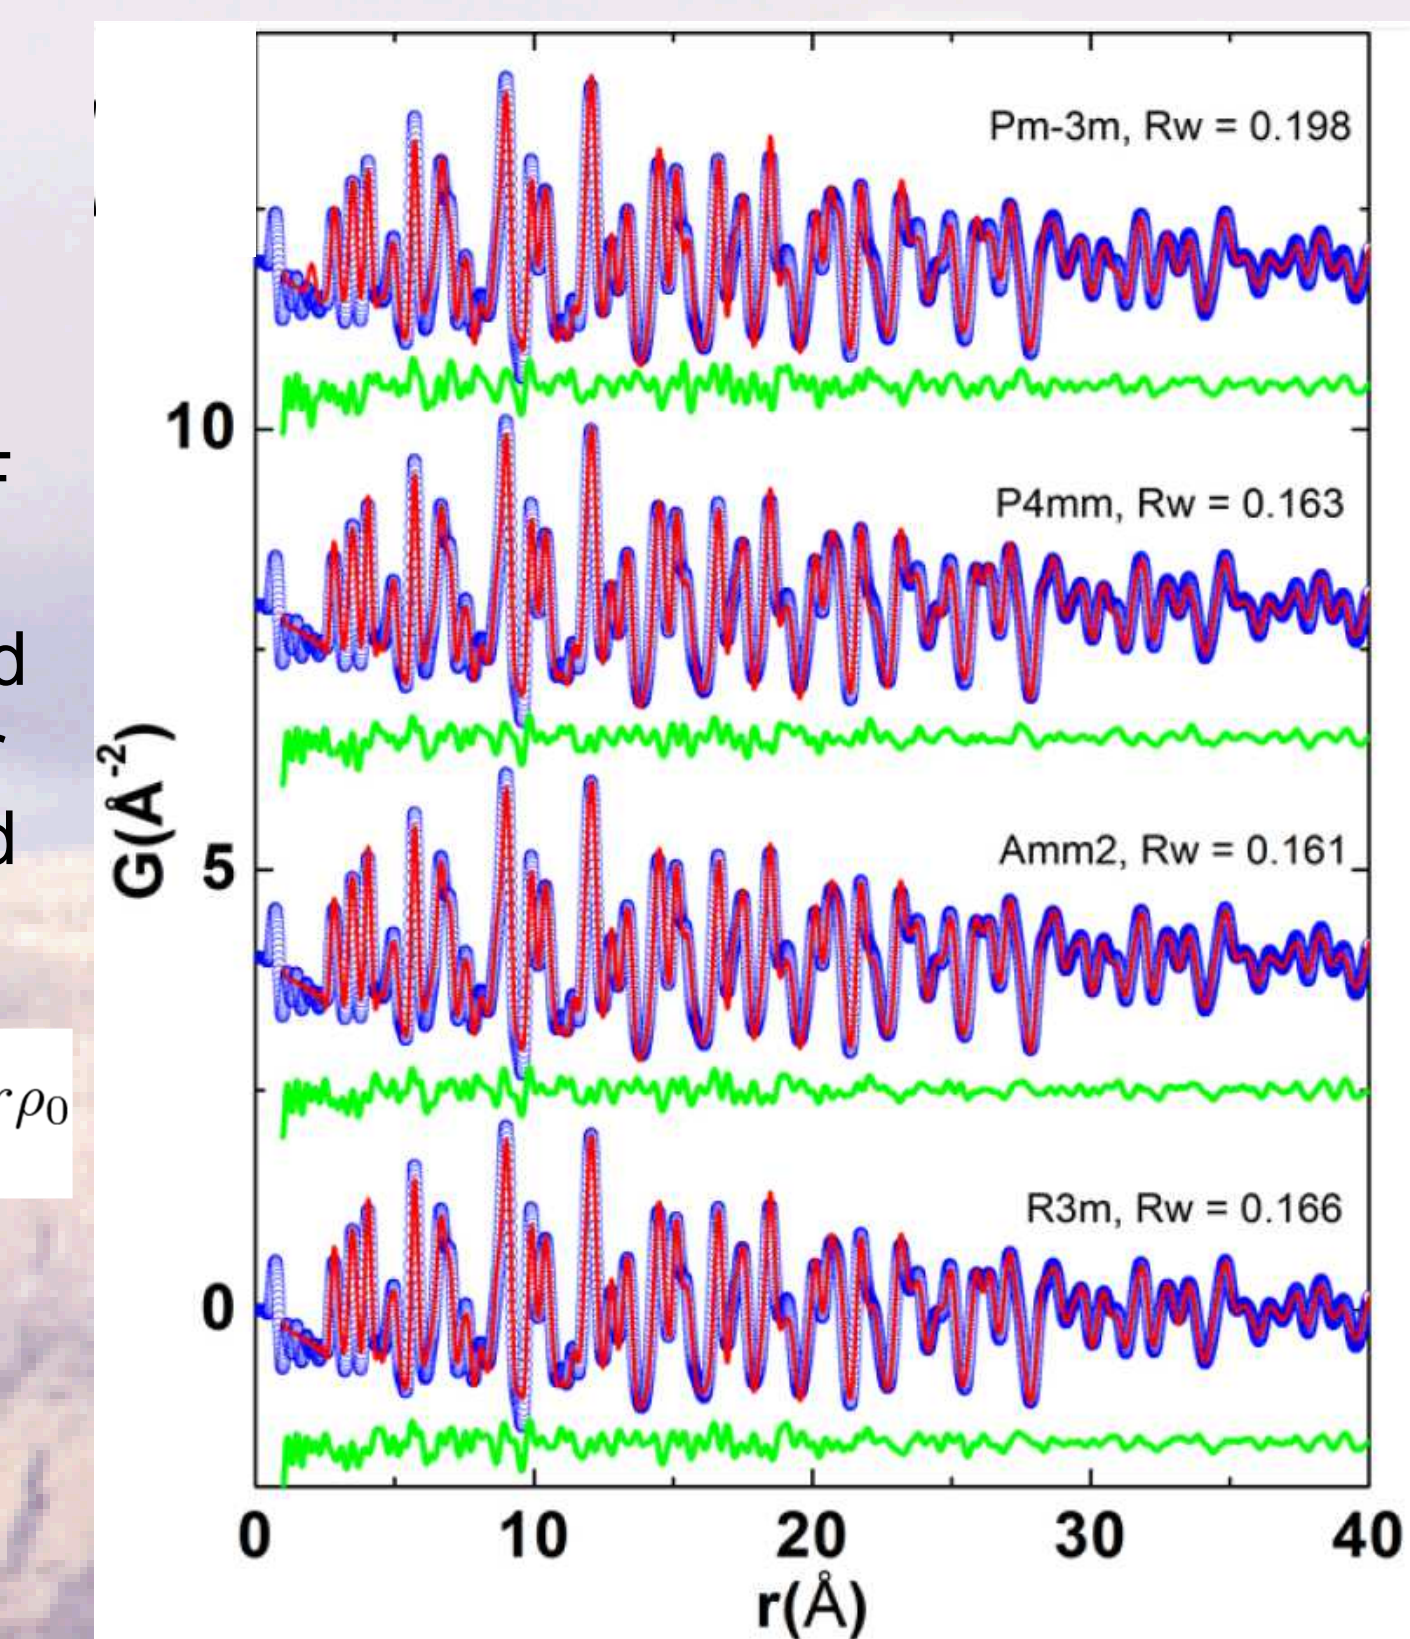 Pm-3m, Rw = 0.198
10
P4mm, Rw = 0.163
G(Å⁻²)
Amm2, Rw = 0.161
5
rρ₀
R3m, Rw = 0.166
0
0 10 20 30 40
r(Å)